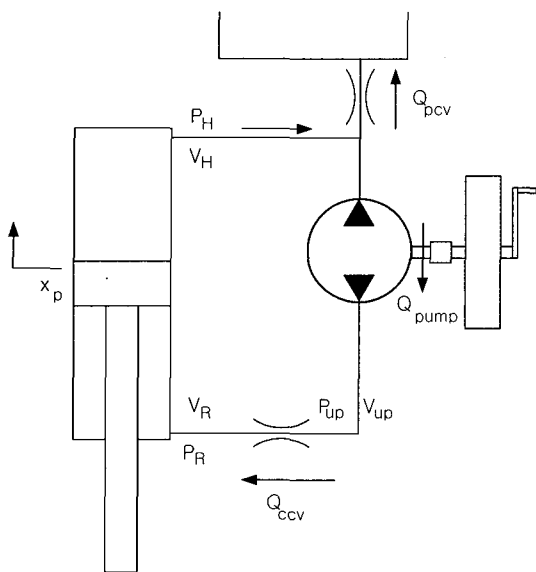 Q_pcv
P_H
V_H
x_p
Q_pump
V_R
P_up
V_up
P_R
Q_ccv